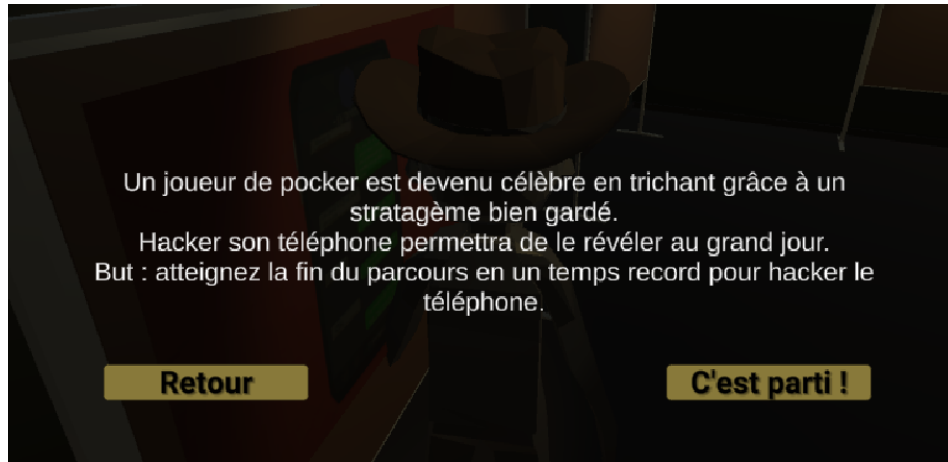 Un joueur de pocker est devenu célèbre en trichant grâce à un
stratagème bien gardé.
Hacker son téléphone permettra de le révéler au grand jour.
But : atteignez la fin du parcours en un temps record pour hacker le
téléphone.
Retour
C'est parti !